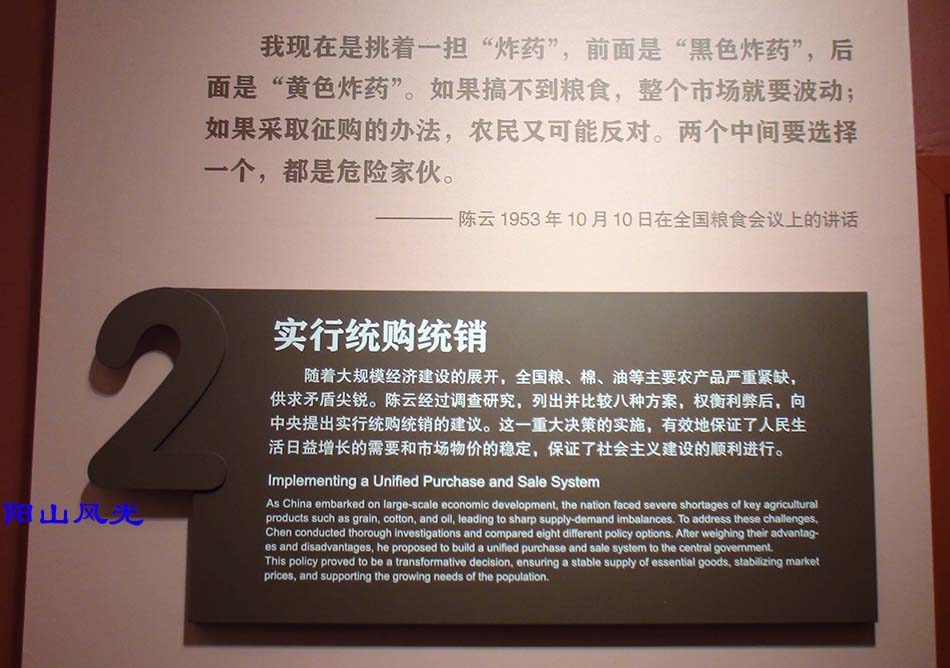 我现在是挑着一担“炸药”，前面是“黑色炸药”，后
面是“黄色炸药”。如果搞不到粮食，整个市场就要波动；
如果采取征购的办法，农民又可能反对。两个中间要选择
一个，都是危险家伙。
———陈云 1953 年 10 月 10 日在全国粮食会议上的讲话
2
实行统购统销
随着大规模经济建设的展开，全国粮、棉、油等主要农产品严重紧缺，
供求矛盾尖锐。陈云经过调查研究，列出并比较八种方案，权衡利弊后，向
中央提出实行统购统销的建议。这一重大决策的实施，有效地保证了人民生
活日益增长的需要和市场物价的稳定，保证了社会主义建设的顺利进行。
Implementing a Unified Purchase and Sale System
As China embarked on large-scale economic development, the nation faced severe shortages of key agricultural
products such as grain, cotton, and oil, leading to sharp supply-demand imbalances. To address these challenges,
Chen conducted thorough investigations and compared eight different policy options. After weighing their advantag-
es and disadvantages, he proposed to build a unified purchase and sale system to the central government.
This policy proved to be a transformative decision, ensuring a stable supply of essential goods, stabilizing market
prices, and supporting the growing needs of the population.
阳山风光